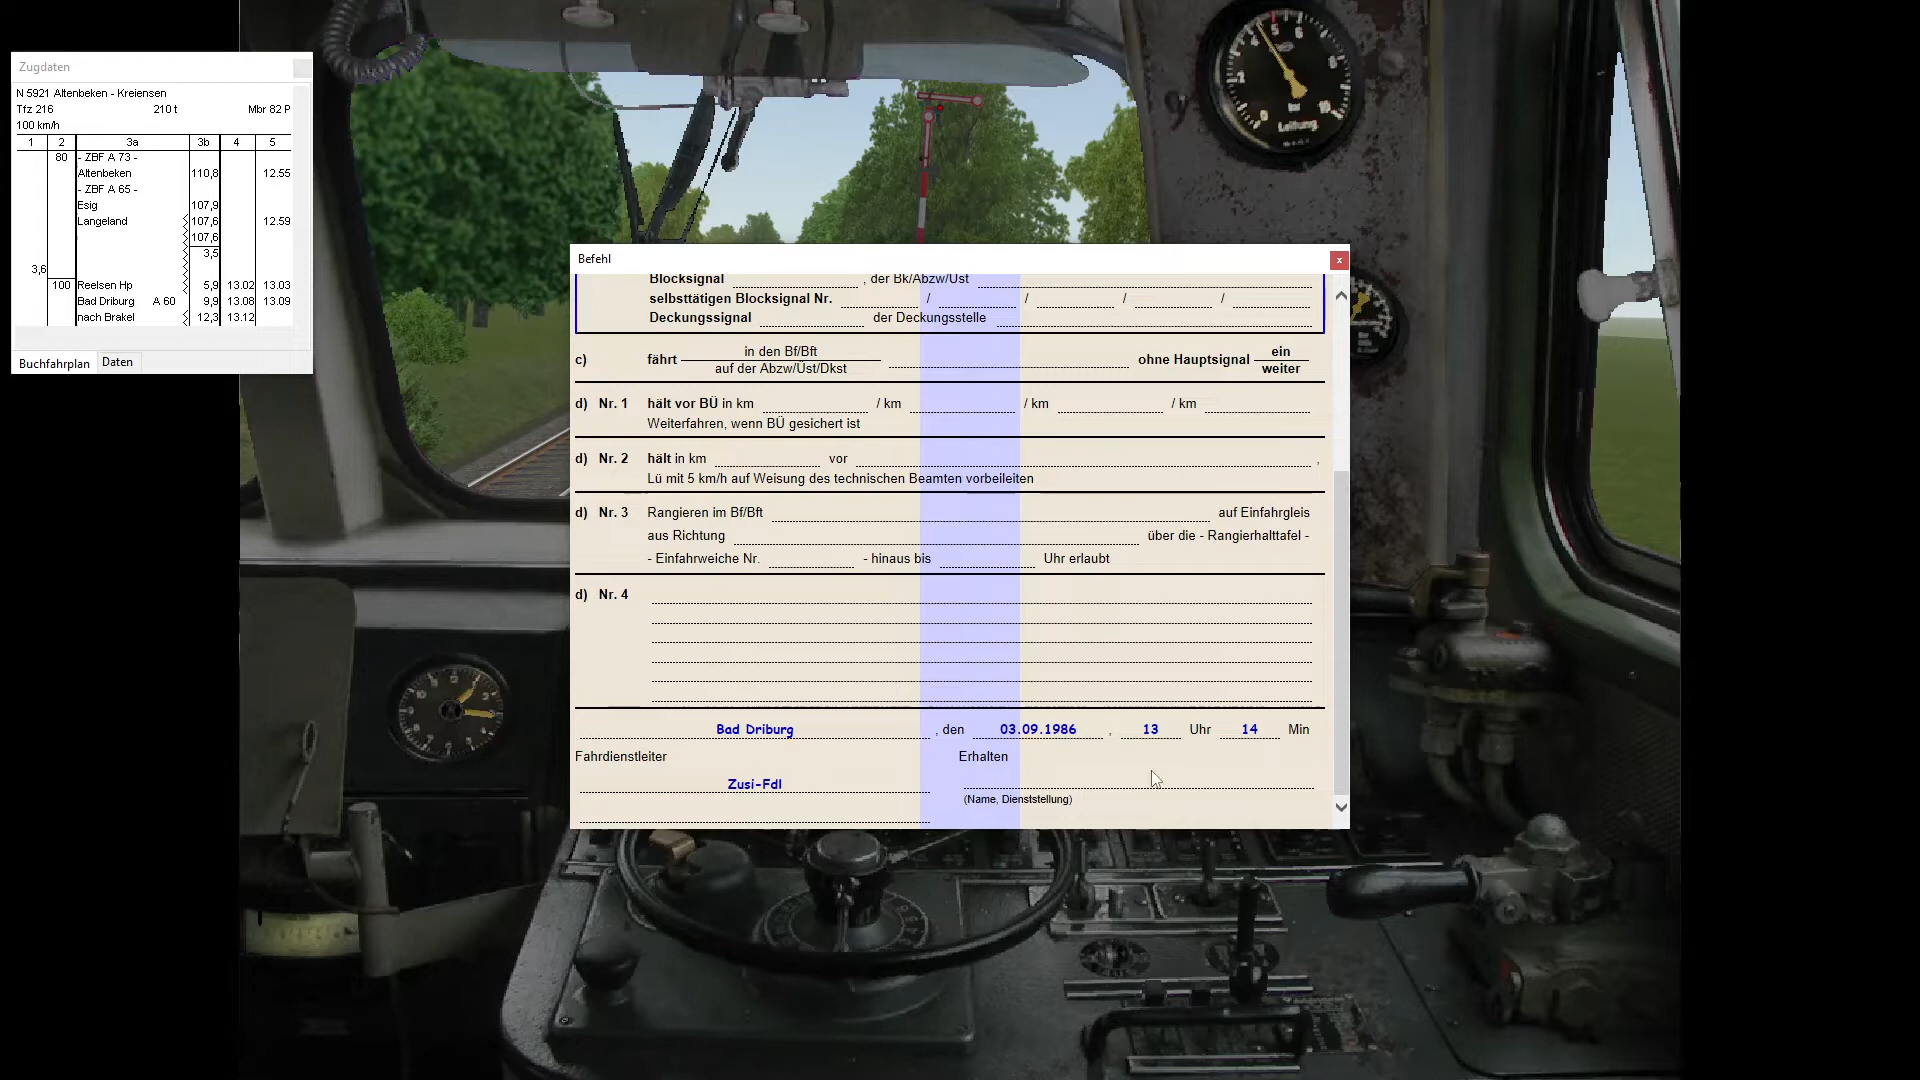 Zugdaten
N 5921 Altenbeken - Kreiensen
Tfz 216 210 t Mbr 82 P
100 km/h
1 2 3a 3b 4 5
80 - ZBF A 73 -
Altenbeken 110,8 12.55
- ZBF A 65 -
Esig 107,9
Langeland 107,6 12.59
107,6
3,5
3,6
100 Reelsen Hp 5,9 13.02 13.03
Bad Driburg A 60 9,9 13.08 13.09
nach Brakel 12,3 13.12
Buchfahrplan Daten
Befehl
Blocksignal , der Bk/Abzw/Üst
selbsttätigen Blocksignal Nr. / / / /
Deckungssignal der Deckungsstelle
c) fährt in den Bf/Bft ohne Hauptsignal ein
auf der Abzw/Üst/Dkst weiter
d) Nr. 1 hält vor BÜ in km / km / km / km
Weiterfahren, wenn BÜ gesichert ist
d) Nr. 2 hält in km vor ,
Lü mit 5 km/h auf Weisung des technischen Beamten vorbeileiten
d) Nr. 3 Rangieren im Bf/Bft auf Einfahrgleis
aus Richtung über die - Rangierhalttafel -
- Einfahrweiche Nr. - hinaus bis Uhr erlaubt
d) Nr. 4
Bad Driburg , den 03.09.1986 , 13 Uhr 14 Min
Fahrdienstleiter Erhalten
Zusi-Fdl
(Name, Dienststellung)
5 6
10
0
Leitung